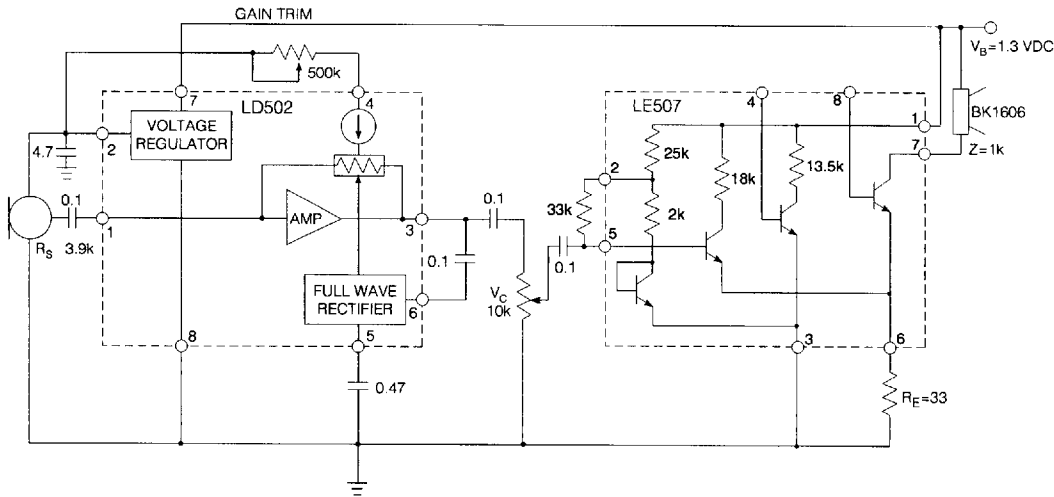 GAIN TRIM
V_B=1.3 VDC
500k
7
LD502
4
LE507
4
8
1
BK1606
Z=1k
7
VOLTAGE
REGULATOR
2
4.7
25k
2
18k
13.5k
0.1
33k
2k
0.1
1
AMP
3
5
R_S
3.9k
0.1
0.1
FULL WAVE
RECTIFIER
6
V_C
10k
8
5
3
6
0.47
R_E=33